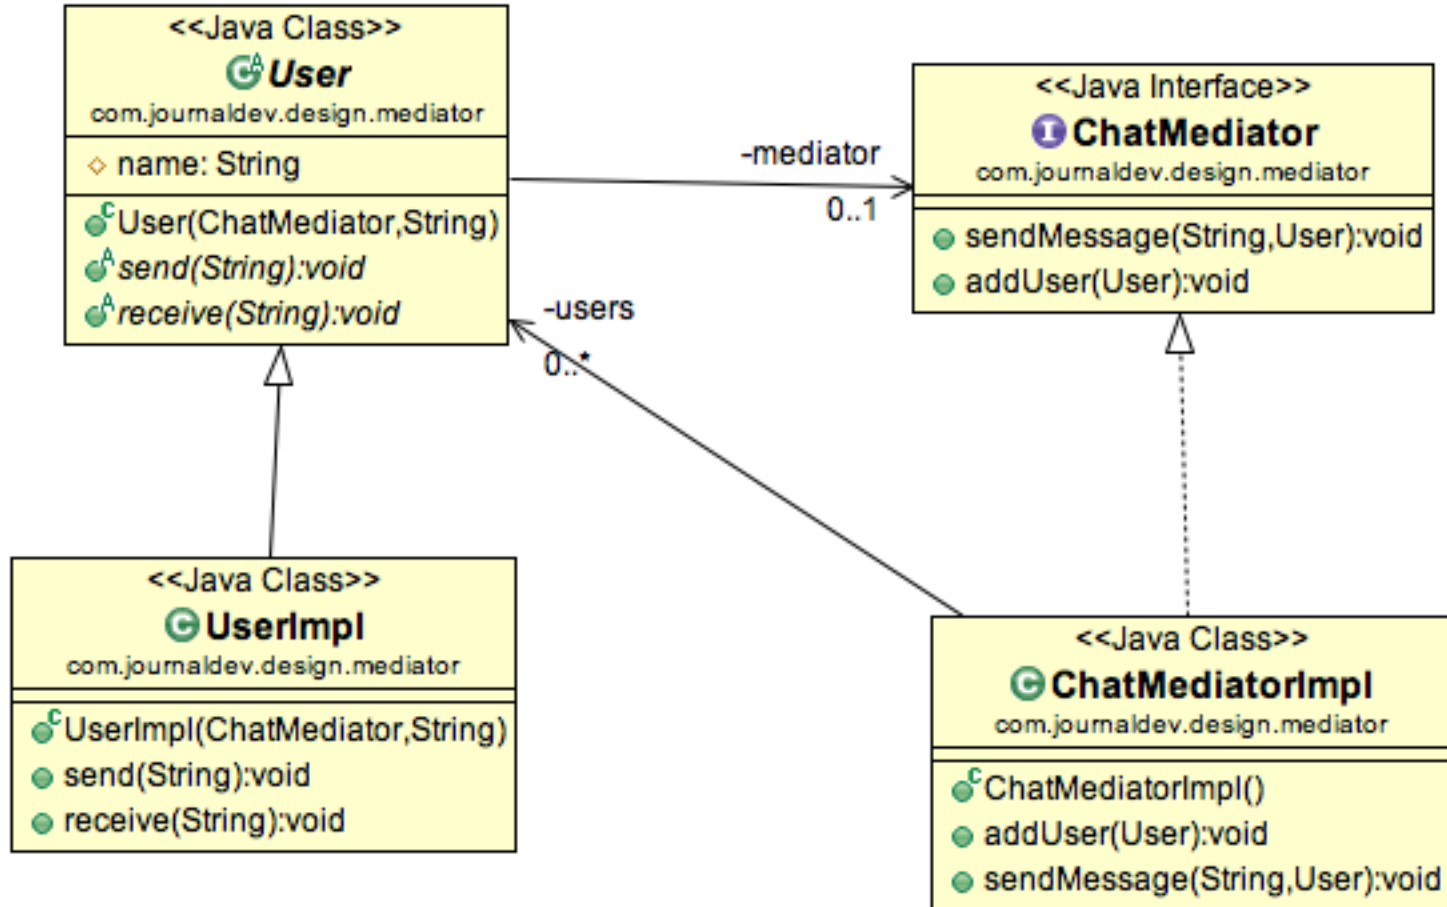 <<Java Class>>
User
com.journaldev.design.mediator
name: String
User(ChatMediator,String)
send(String):void
receive(String):void
-mediator
0..1
<<Java Interface>>
ChatMediator
com.journaldev.design.mediator
sendMessage(String,User):void
addUser(User):void
-users
0..*
<<Java Class>>
UserImpl
com.journaldev.design.mediator
UserImpl(ChatMediator,String)
send(String):void
receive(String):void
<<Java Class>>
ChatMediatorImpl
com.journaldev.design.mediator
ChatMediatorImpl()
addUser(User):void
sendMessage(String,User):void